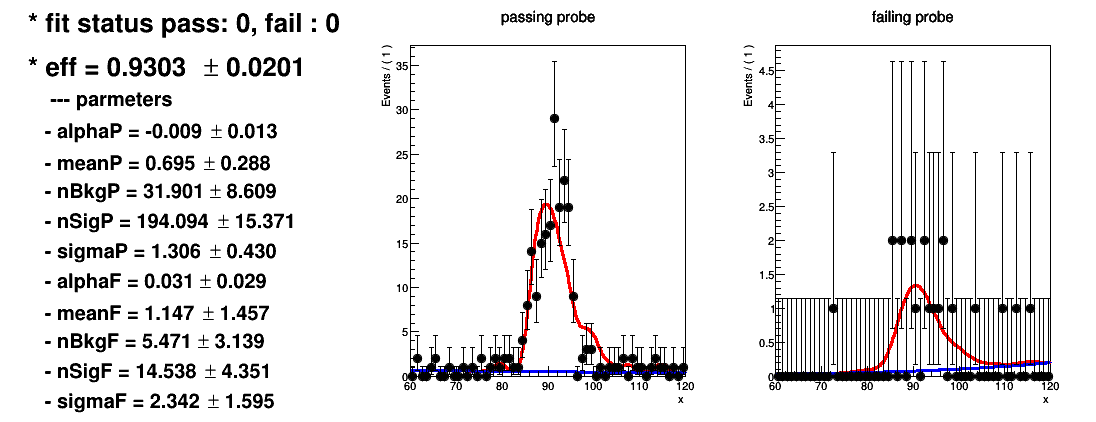 * fit status pass: 0, fail : 0
* eff = 0.9303 ± 0.0201
--- parmeters
- alphaP = -0.009 ± 0.013
- meanP = 0.695 ± 0.288
- nBkgP = 31.901 ± 8.609
- nSigP = 194.094 ± 15.371
- sigmaP = 1.306 ± 0.430
- alphaF = 0.031 ± 0.029
- meanF = 1.147 ± 1.457
- nBkgF = 5.471 ± 3.139
- nSigF = 14.538 ± 4.351
- sigmaF = 2.342 ± 1.595
passing probe
Events / ( 1 )
35
30
25
20
15
10
5
0
60 70 80 90 100 110 120
x
failing probe
Events / ( 1 )
4.5
4
3.5
3
2.5
2
1.5
1
0.5
0
60 70 80 90 100 110 120
x